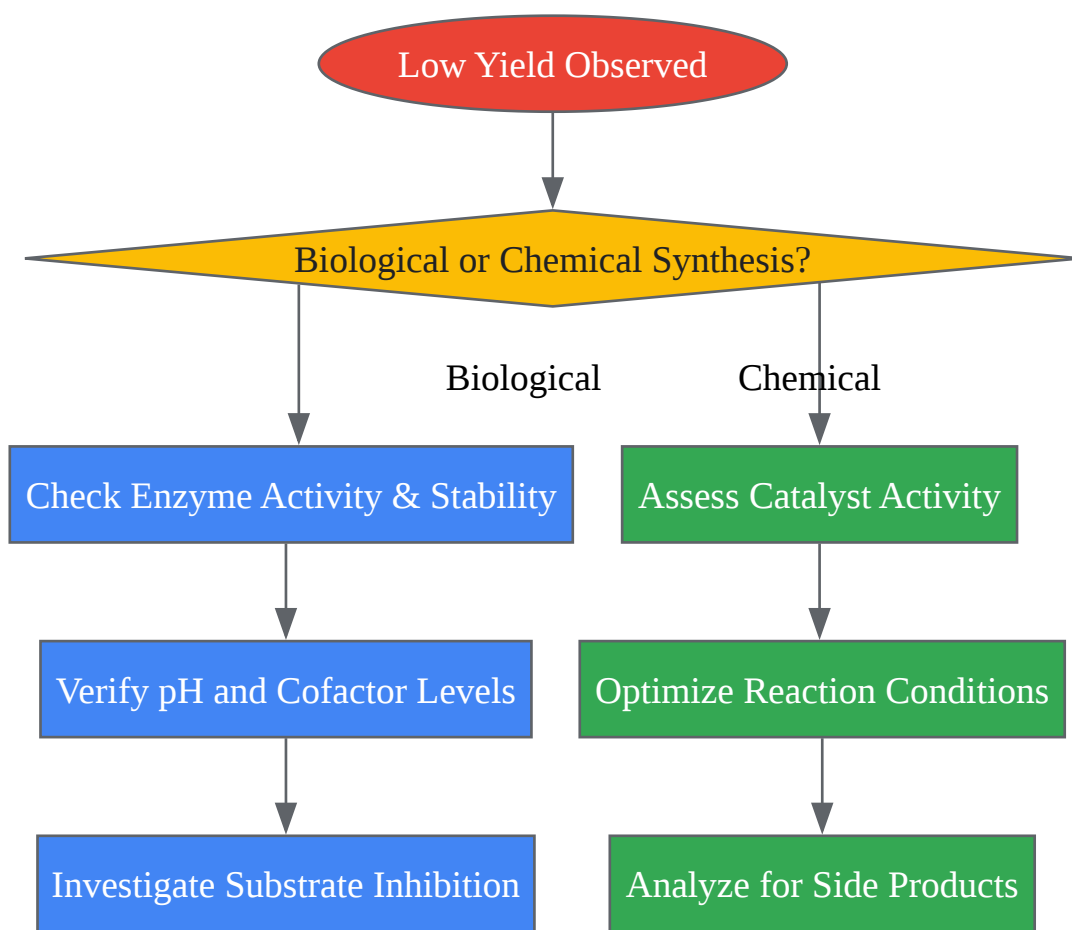 Low Yield Observed
Biological or Chemical Synthesis?
Biological
Chemical
Check Enzyme Activity & Stability
Assess Catalyst Activity
Verify pH and Cofactor Levels
Optimize Reaction Conditions
Investigate Substrate Inhibition
Analyze for Side Products